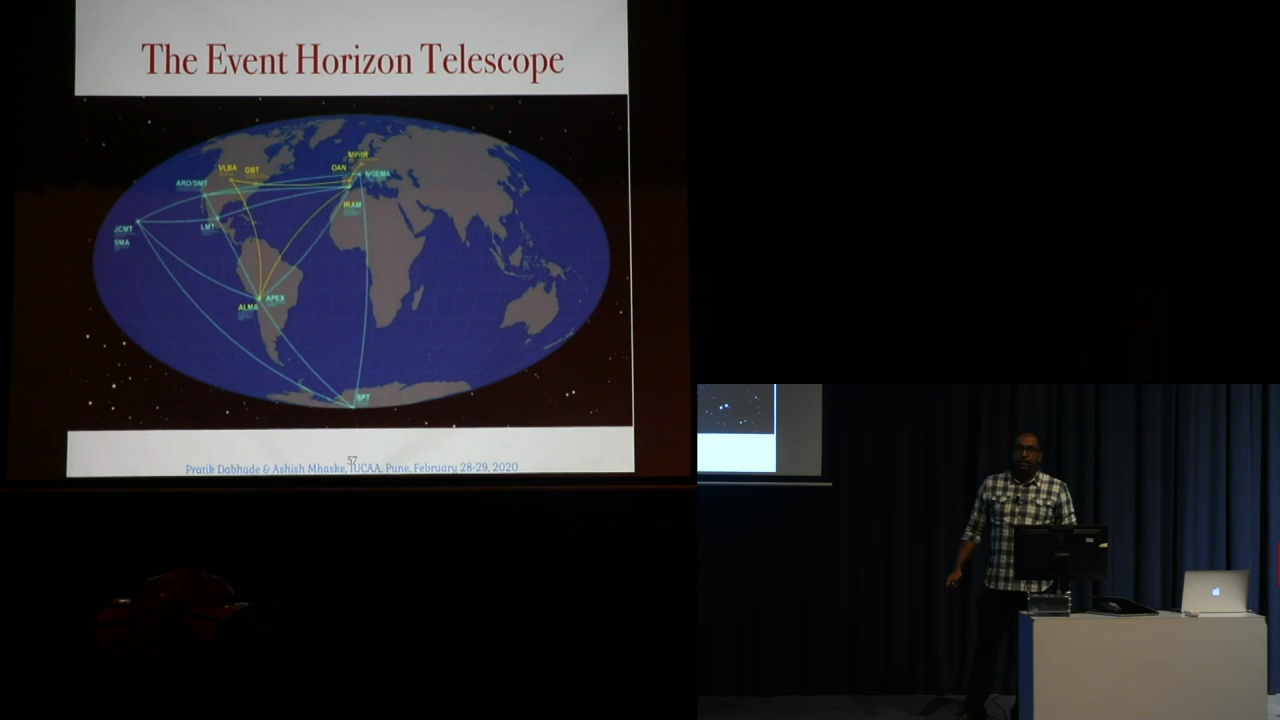 The Event Horizon Telescope
MPIfR
VLBA GBT OAN NOEMA
ARO/SMT
IRAM
JCMT LMT
SMA
APEX
ALMA
SPT
57
Pratik Dabhade & Ashish Mhaske, IUCAA, Pune, February 28-29, 2020